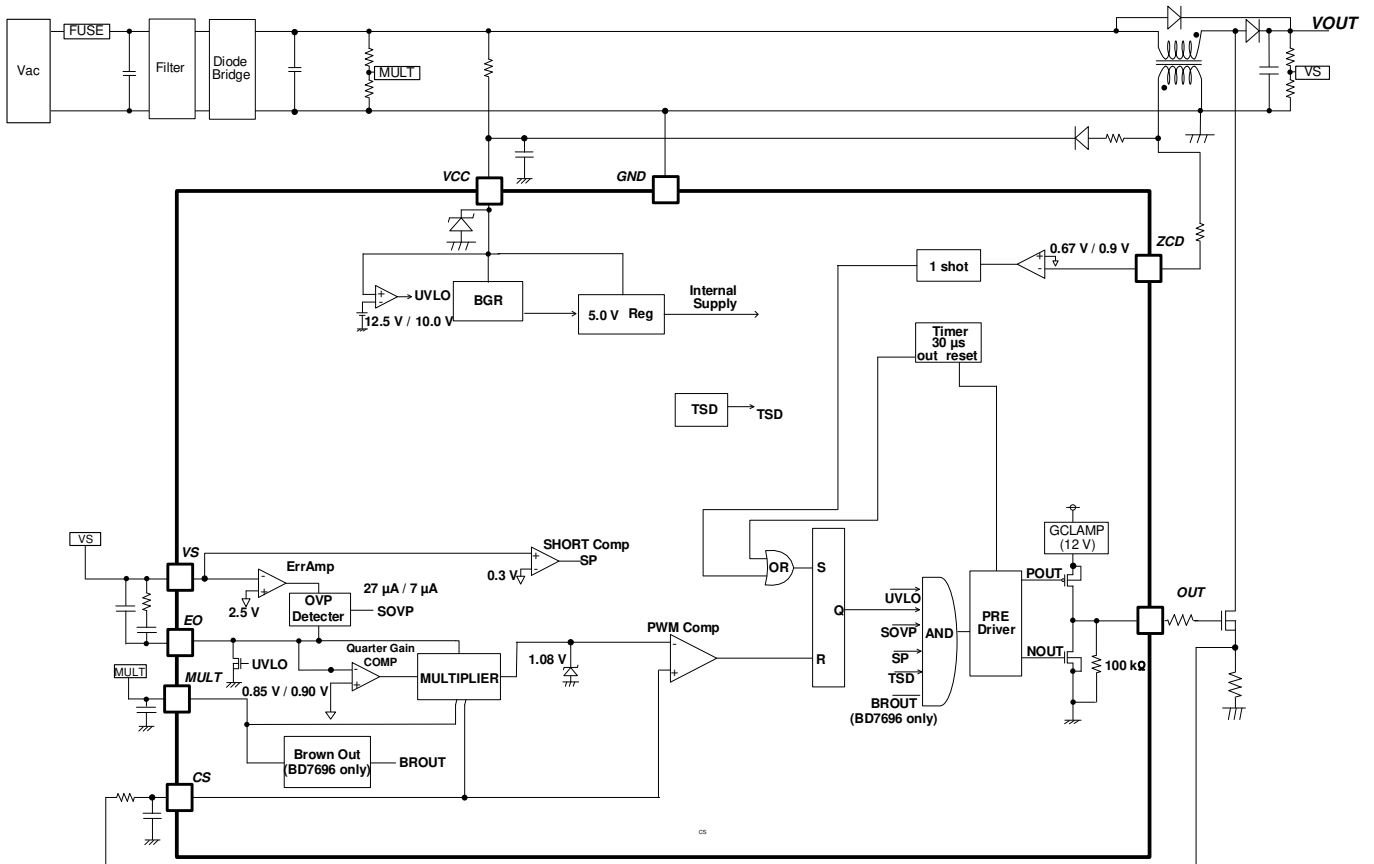 VOUT
FUSE
Vac
Filter
Diode
Bridge
MULT
VS
VCC
GND
ZCD
0.67 V / 0.9 V
+
-
1 shot
+
-
UVLO
12.5 V / 10.0 V
BGR
5.0 V Reg
Internal
Supply
Timer
30 µs
out reset
TSD
TSD
GCLAMP
(12 V)
VS
VS
SHORT Comp
+
-
SP
0.3 V
ErrAmp
-
+
2.5 V
27 µA / 7 µA
OVP
Detecter
SOVP
OR
S
Q
R
UVLO
SOVP
SP
TSD
BROUT
(BD7696 only)
AND
PRE
Driver
POUT
NOUT
OUT
100 kΩ
EO
UVLO
Quarter Gain
COMP
-
+
0.85 V / 0.90 V
MULTIPLIER
1.08 V
PWM Comp
-
+
MULT
MULT
Brown Out
(BD7696 only)
BROUT
CS
CS